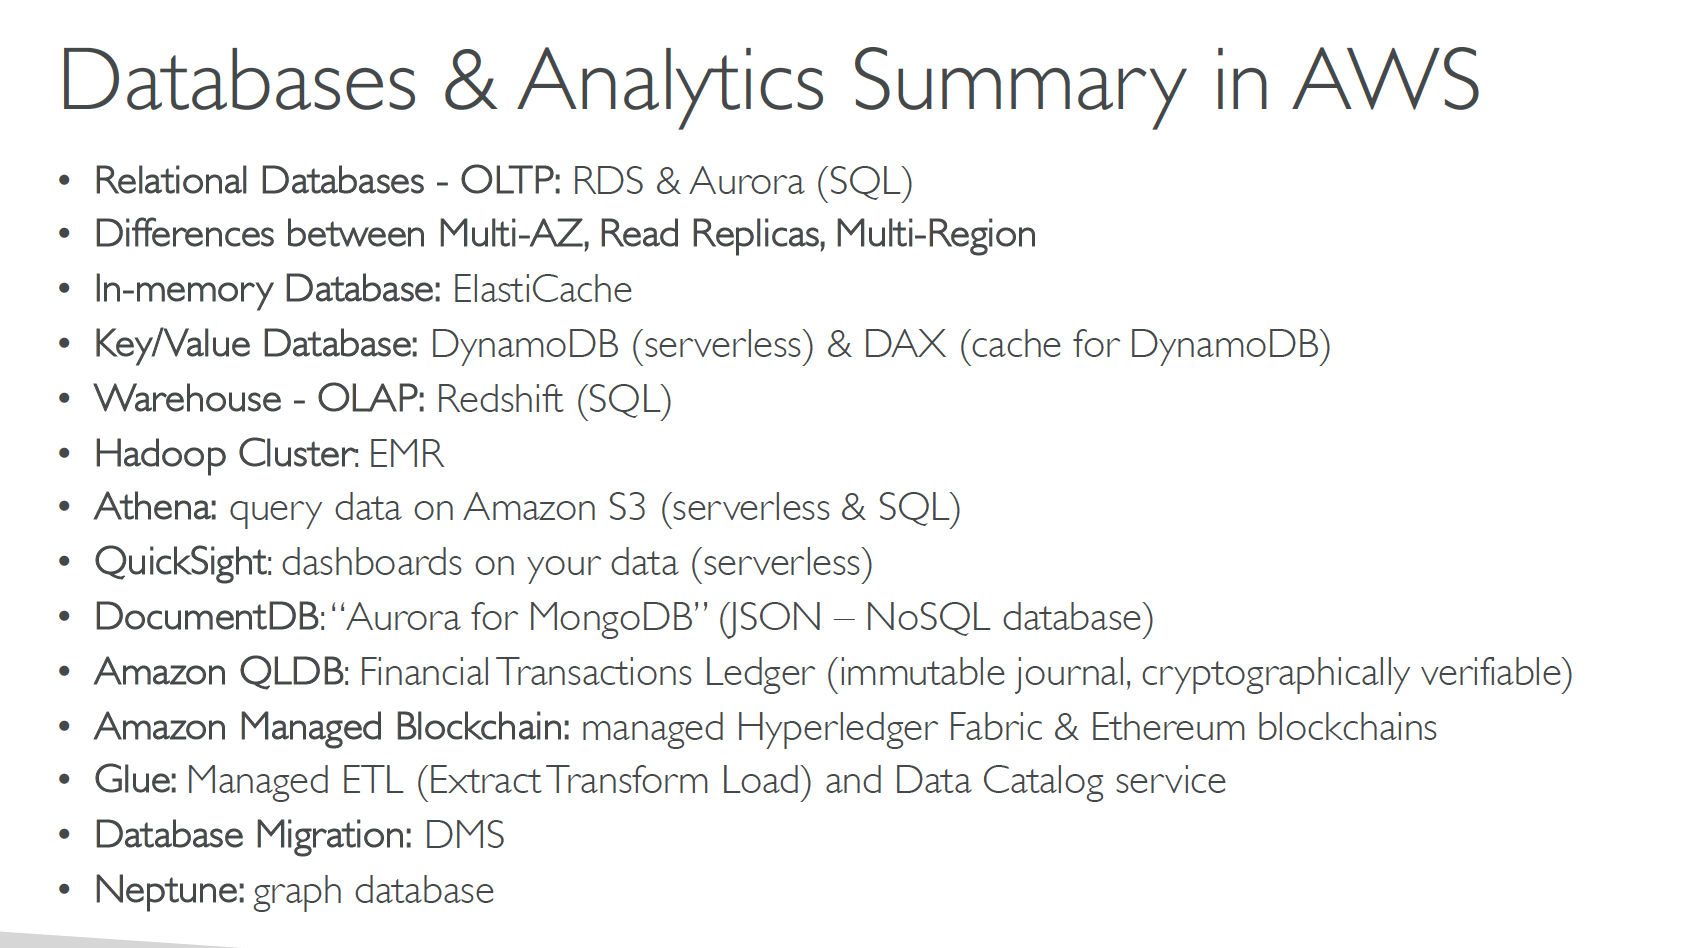 Databases & Analytics Summary in AWS
• Relational Databases - OLTP: RDS & Aurora (SQL)
• Differences between Multi-AZ, Read Replicas, Multi-Region
• In-memory Database: ElastiCache
• Key/Value Database: DynamoDB (serverless) & DAX (cache for DynamoDB)
• Warehouse - OLAP: Redshift (SQL)
• Hadoop Cluster: EMR
• Athena: query data on Amazon S3 (serverless & SQL)
• QuickSight: dashboards on your data (serverless)
• DocumentDB: “Aurora for MongoDB” (JSON – NoSQL database)
• Amazon QLDB: Financial Transactions Ledger (immutable journal, cryptographically verifiable)
• Amazon Managed Blockchain: managed Hyperledger Fabric & Ethereum blockchains
• Glue: Managed ETL (Extract Transform Load) and Data Catalog service
• Database Migration: DMS
• Neptune: graph database